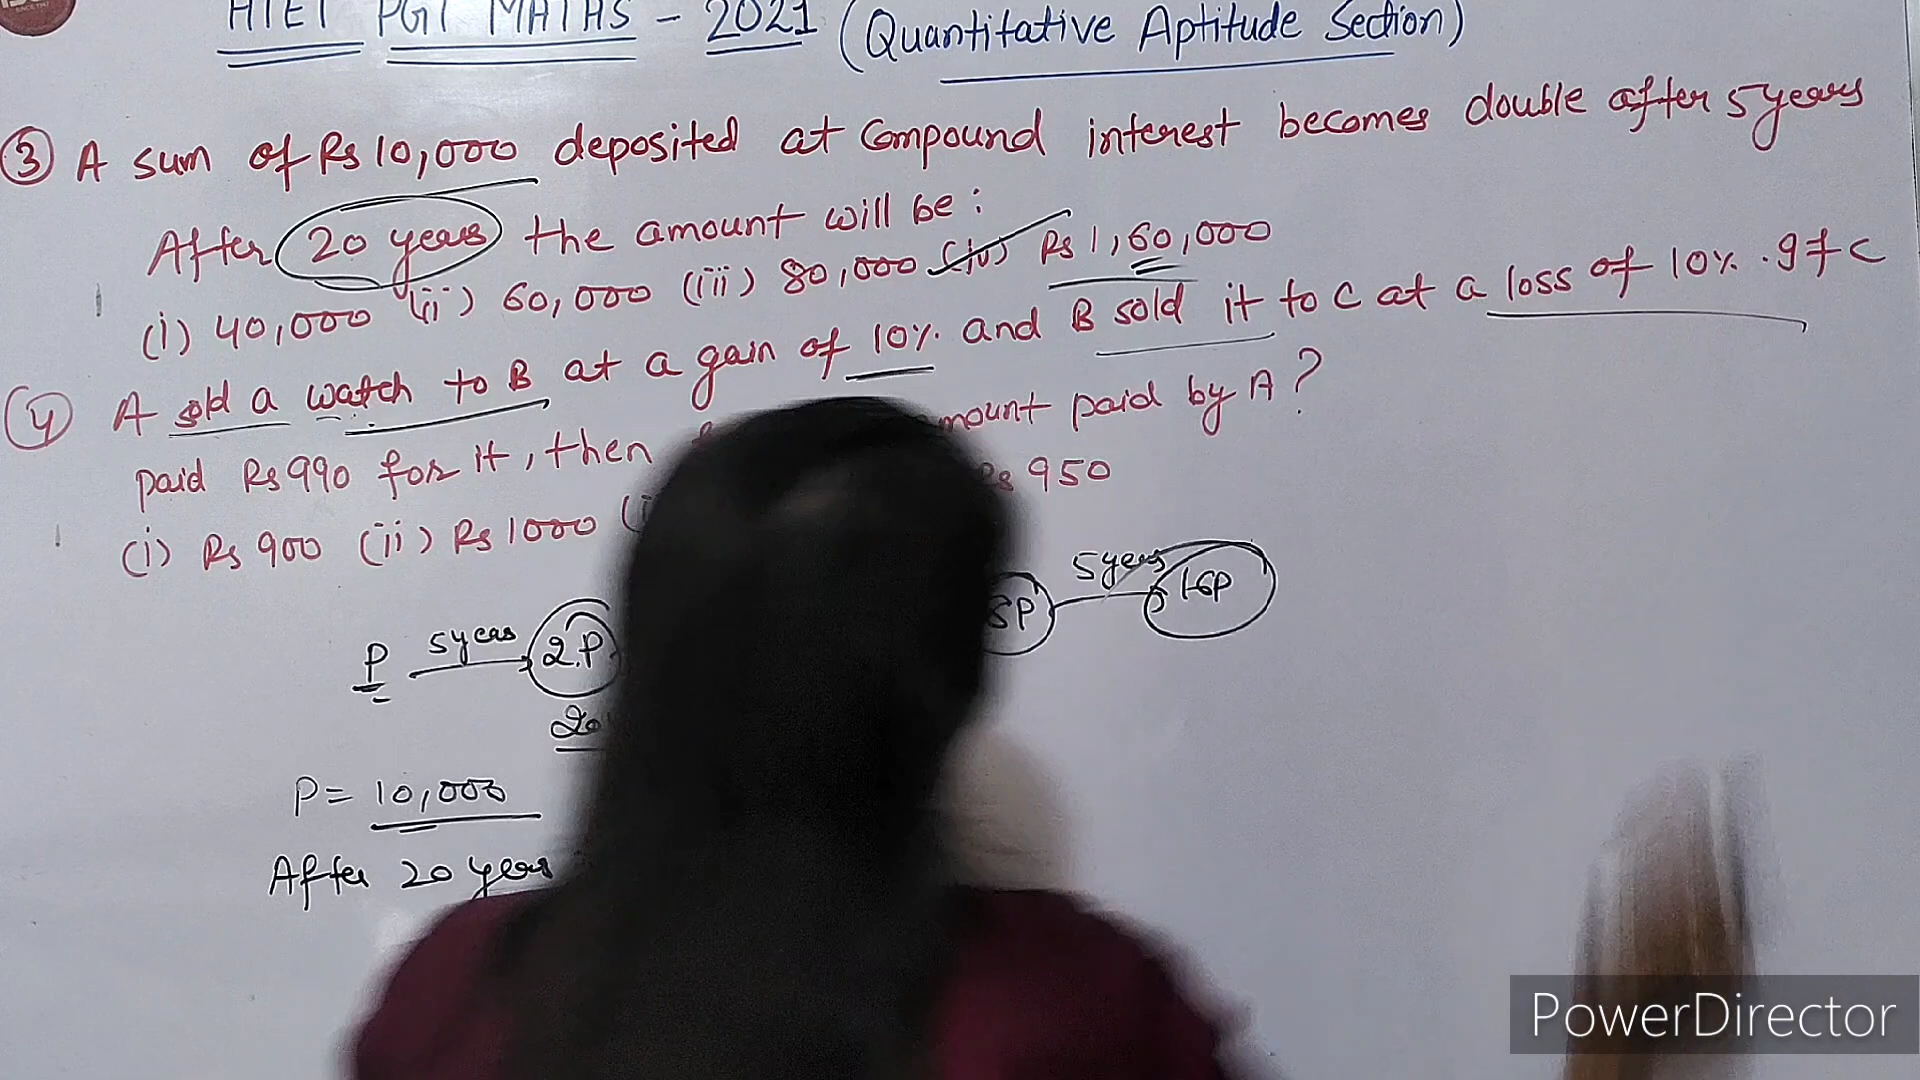 HTET PGT MATHS - 2021 (Quantitative Aptitude Section)
③ A sum of Rs 10,000 deposited at Compound interest becomes double after 5 years
After 20 years the amount will be:
(i) 40,000 (ii) 60,000 (iii) 80,000 (iv) Rs 1,60,000
④ A sold a watch to B at a gain of 10% and B sold it to C at a loss of 10%. If C
paid Rs 990 for it, then mount paid by A?
(i) Rs 900 (ii) Rs 1000 Rs 950
P 5 years 2.P 8P 5 years 16P
20
P = 10,000
After 20 years
PowerDirector